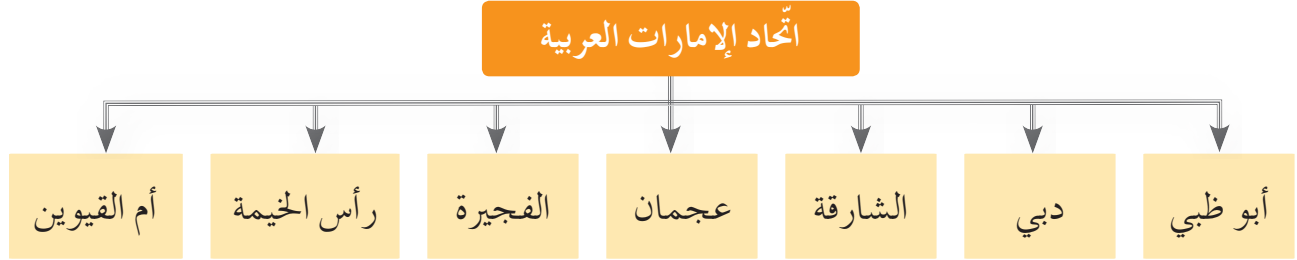 اتّحاد الإمارات العربية
أبو ظبي
دبي
الشارقة
عجمان
الفجيرة
رأس الخيمة
أم القيوين